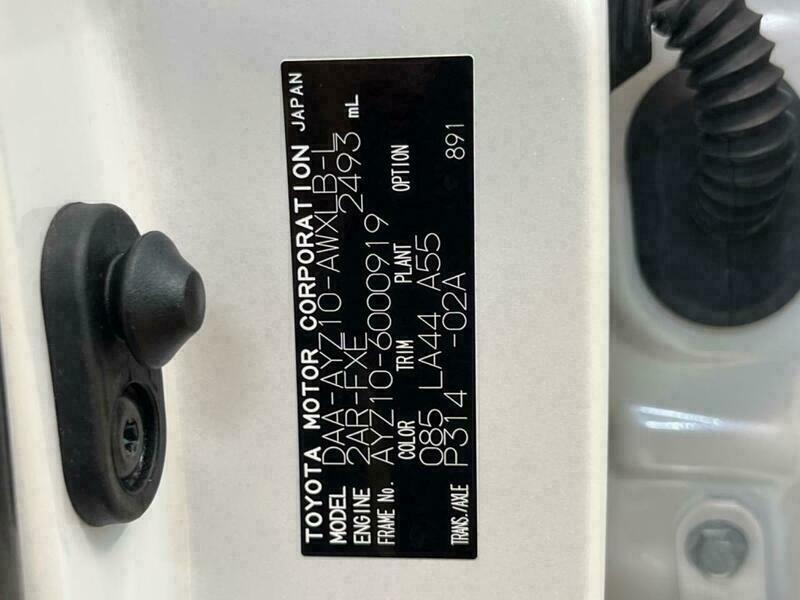 TOYOTA MOTOR CORPORATION JAPAN
MODEL DAA-AYZ10-AWXLB-L
ENGINE 2AR-FXE 2493 mL
FRAME No. AYZ10-6000919
COLOR TRIM PLANT OPTION
085 LA44 A55 891
TRANS./AXLE P314 -02A